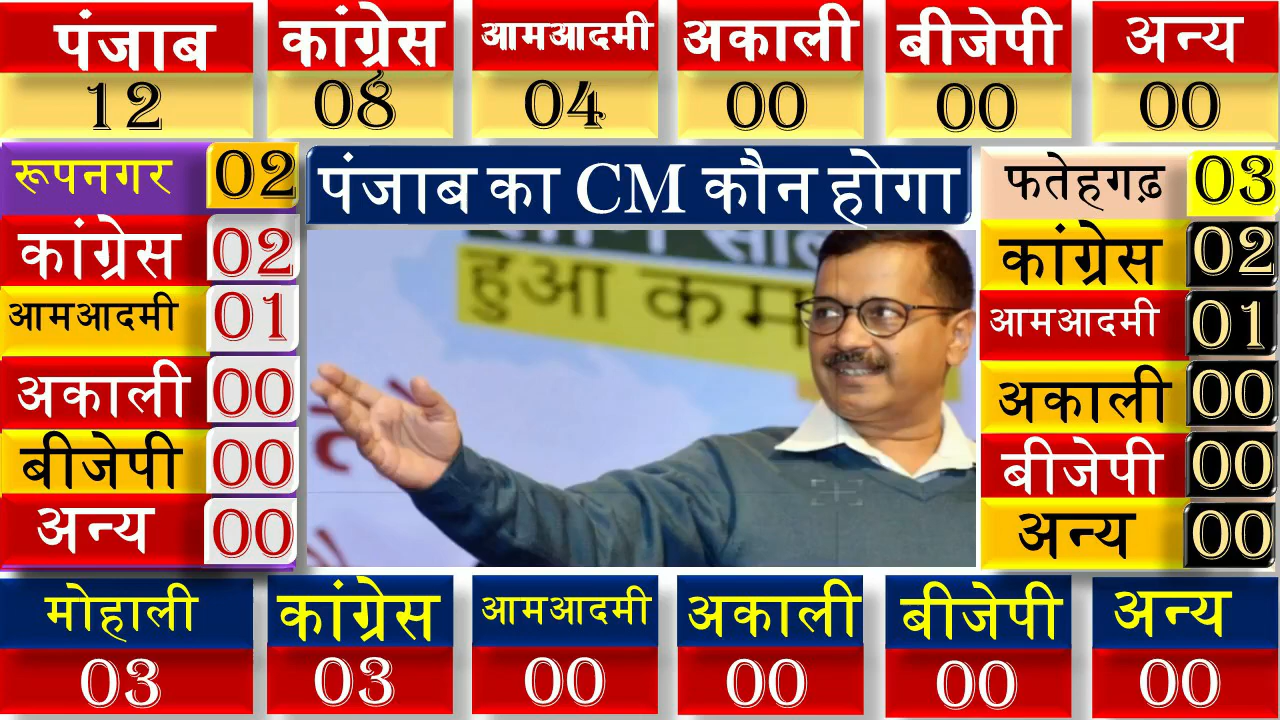 पंजाब कांग्रेस आमआदमी अकाली बीजेपी अन्य
12 08 04 00 00 00
रूपनगर 02
कांग्रेस 02
आमआदमी 01
अकाली 00
बीजेपी 00
अन्य 00
पंजाब का CM कौन होगा
हुआ कम
फतेहगढ़ 03
कांग्रेस 02
आमआदमी 01
अकाली 00
बीजेपी 00
अन्य 00
मोहाली कांग्रेस आमआदमी अकाली बीजेपी अन्य
03 03 00 00 00 00